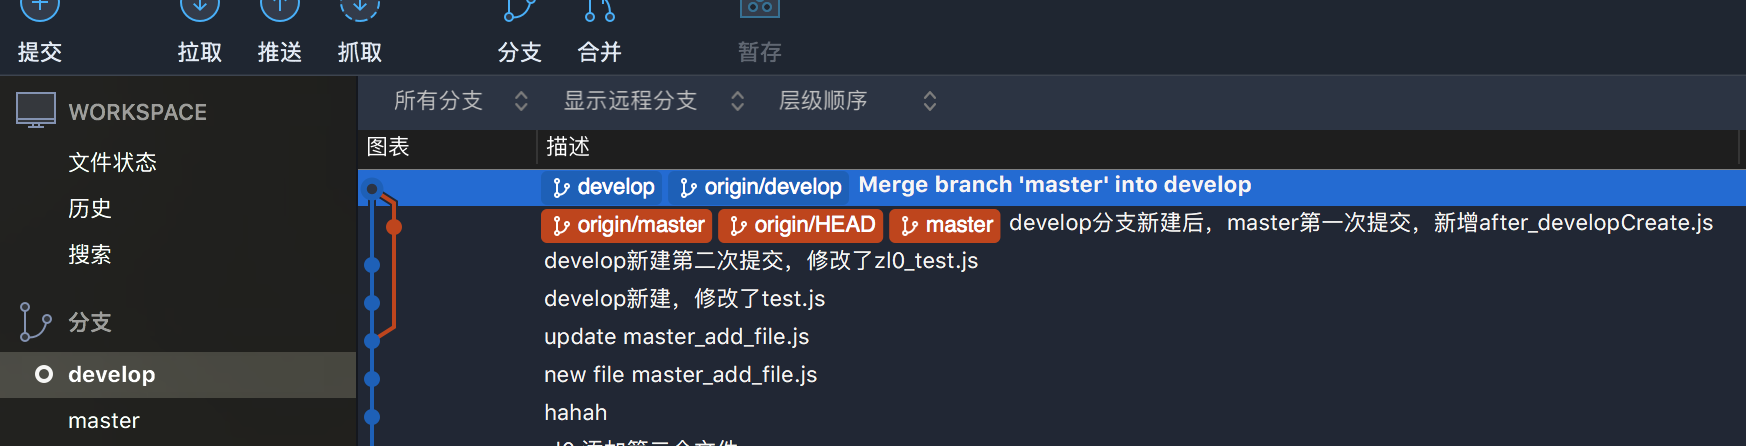 提交 拉取 推送 抓取 分支 合并 暂存
WORKSPACE
文件状态
历史
搜索
分支
develop
master
所有分支 显示远程分支 层级顺序
图表 描述
develop origin/develop Merge branch 'master' into develop
origin/master origin/HEAD master develop分支新建后，master第一次提交，新增after_developCreate.js
develop新建第二次提交，修改了zl0_test.js
develop新建，修改了test.js
update master_add_file.js
new file master_add_file.js
hahah